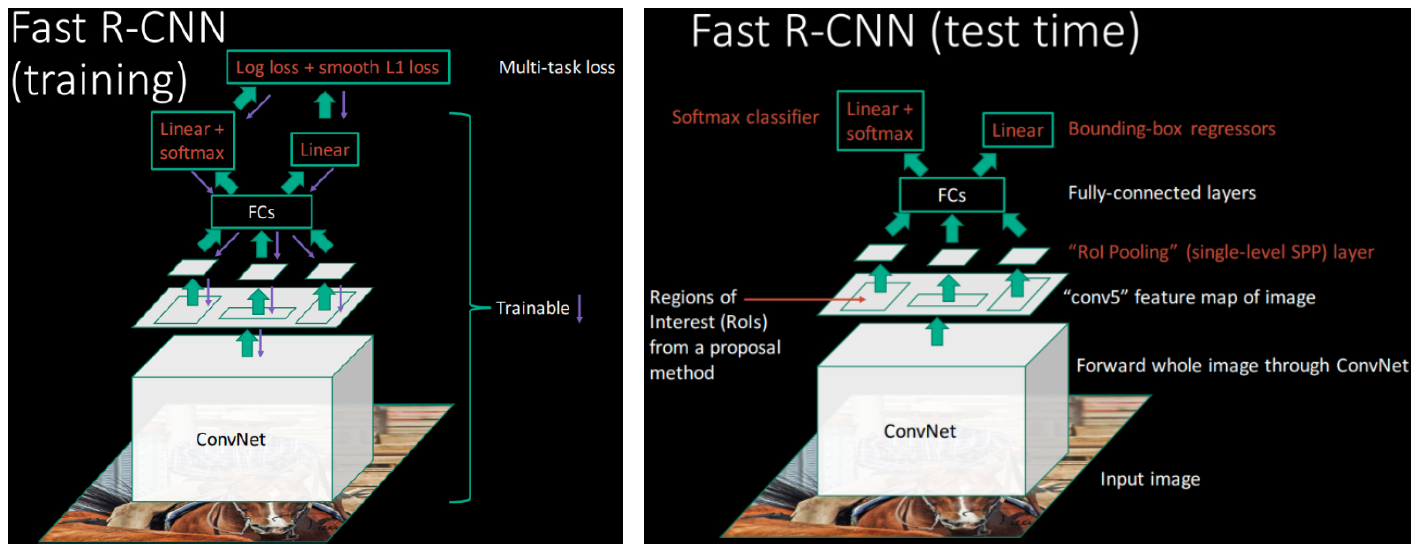 Fast R-CNN
(training)
Log loss + smooth L1 loss
Multi-task loss
Linear +
softmax
Linear
FCs
Trainable
ConvNet
Fast R-CNN (test time)
Softmax classifier
Linear +
softmax
Linear
Bounding-box regressors
FCs
Fully-connected layers
“RoI Pooling” (single-level SPP) layer
Regions of
Interest (RoIs)
from a proposal
method
“conv5” feature map of image
Forward whole image through ConvNet
ConvNet
Input image